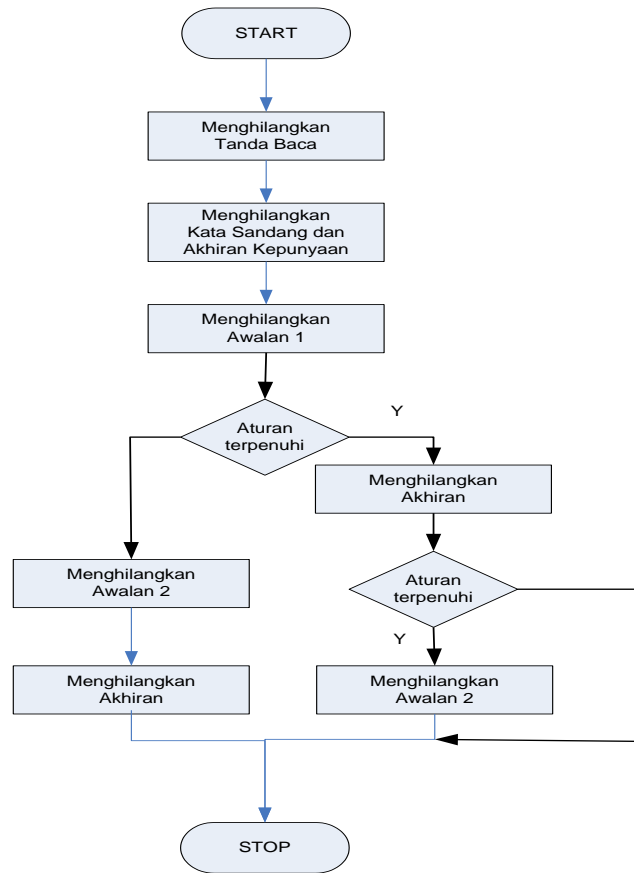 START
Menghilangkan
Tanda Baca
Menghilangkan
Kata Sandang dan
Akhiran Kepunyaan
Menghilangkan
Awalan 1
Aturan
terpenuhi
Y
Menghilangkan
Akhiran
Menghilangkan
Awalan 2
Aturan
terpenuhi
Y
Menghilangkan
Akhiran
Menghilangkan
Awalan 2
STOP